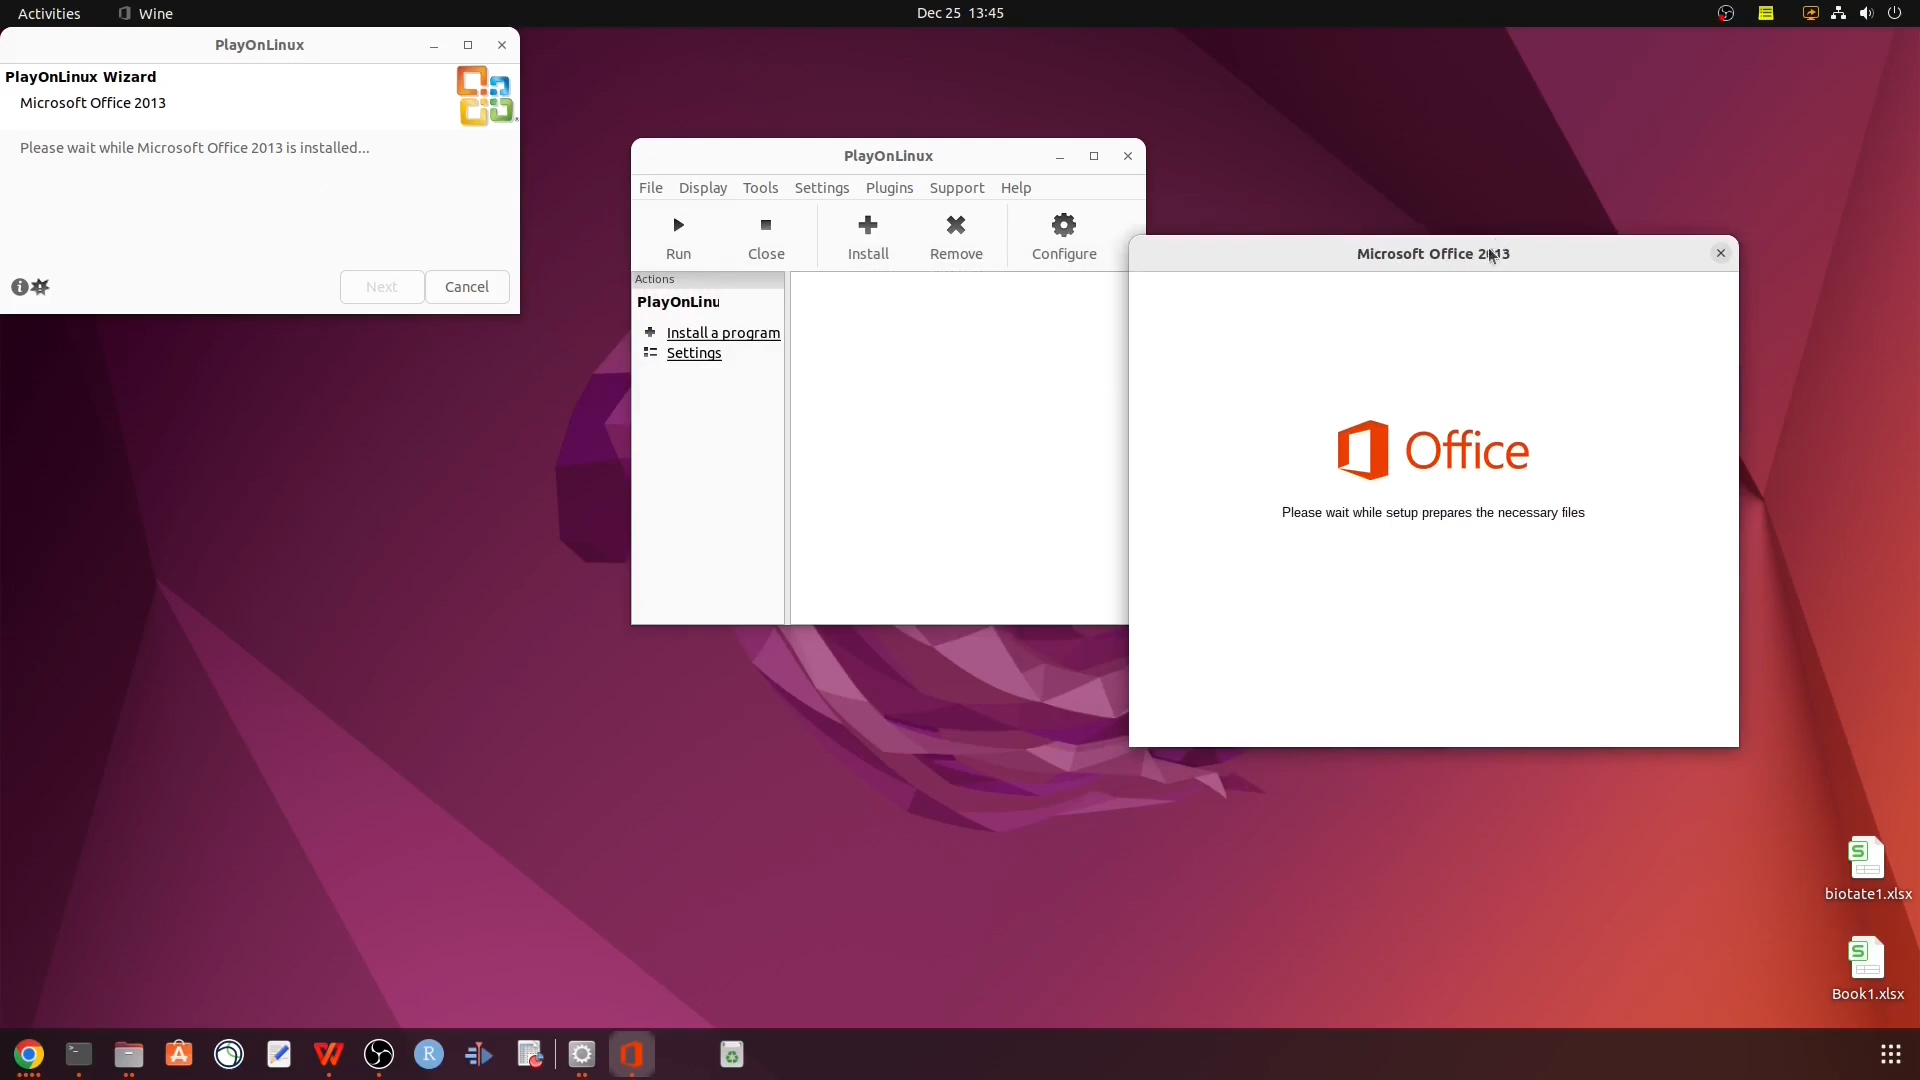 Activities
Wine
Dec 25 13:45
PlayOnLinux
PlayOnLinux Wizard
Microsoft Office 2013
Please wait while Microsoft Office 2013 is installed...
Next
Cancel
PlayOnLinux
File Display Tools Settings Plugins Support Help
Run Close Install Remove Configure
Actions
PlayOnLinu
Install a program
Settings
Microsoft Office 2013
Office
Please wait while setup prepares the necessary files
S
biotate1.xlsx
S
Book1.xlsx
R